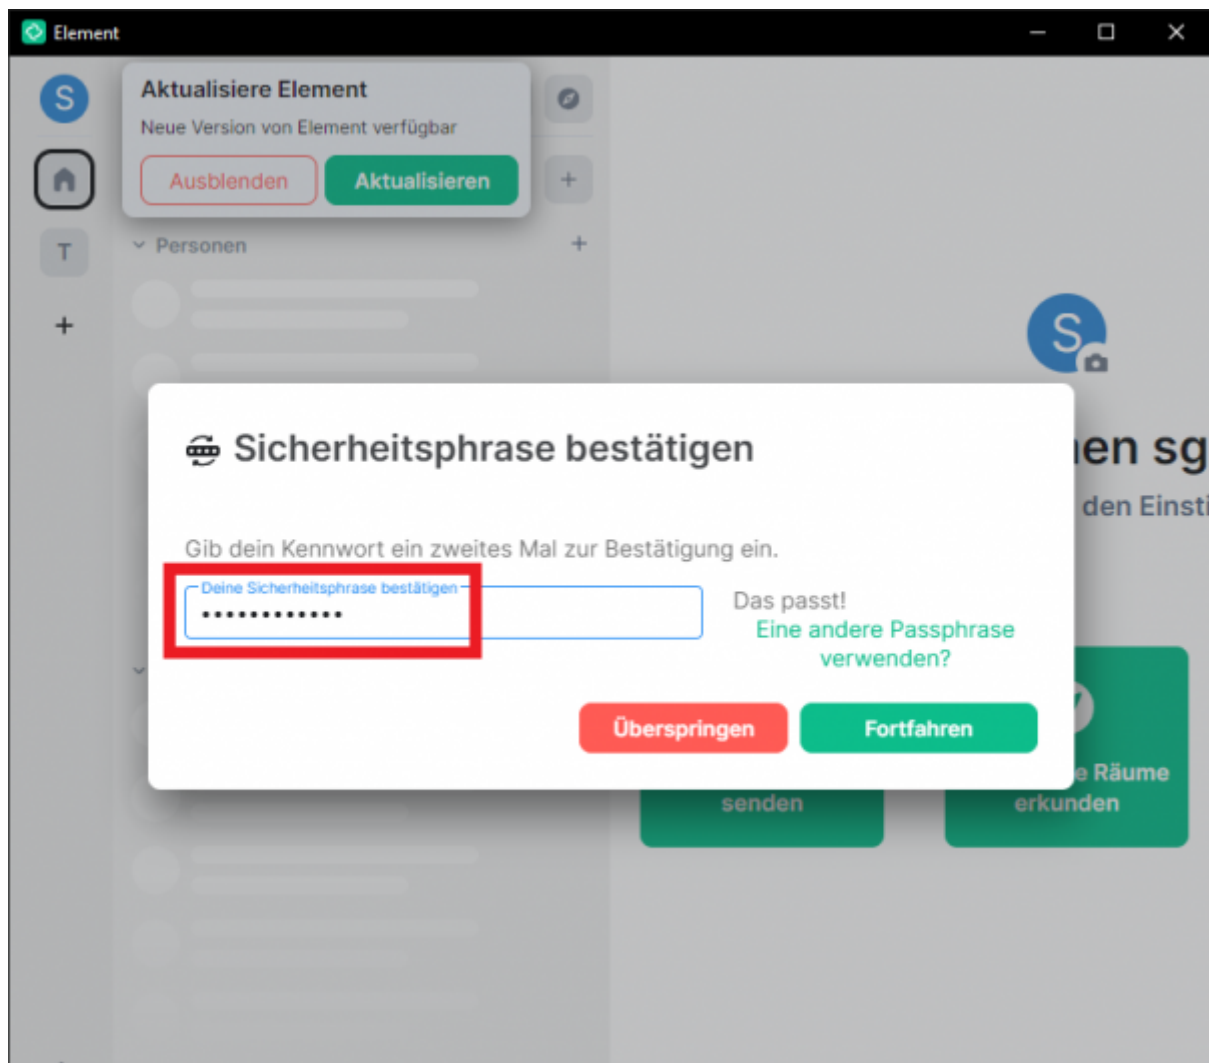 Element
S
Aktualisiere Element
Neue Version von Element verfügbar
Ausblenden
Aktualisieren
T
Personen
S
en sg
den Einsti
Sicherheitsphrase bestätigen
Gib dein Kennwort ein zweites Mal zur Bestätigung ein.
Deine Sicherheitsphrase bestätigen
••••••••••••
Das passt!
Eine andere Passphrase
verwenden?
Überspringen
Fortfahren
senden
e Räume
erkunden